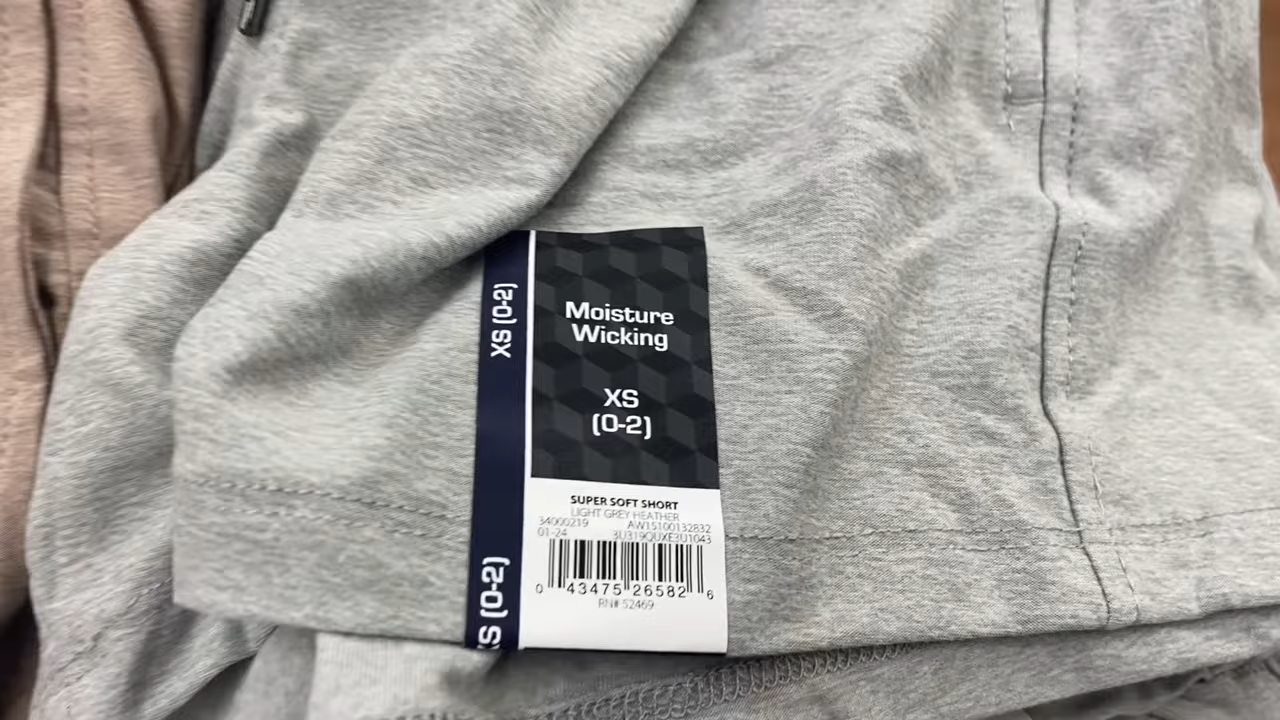 XS (0-2)
XS (0-2)
Moisture
Wicking
XS
(0-2)
SUPER SOFT SHORT
LIGHT GREY HEATHER
34000219 AW15100132832
01-24 3U319QUXE3U1043
0 43475 26582 6
RN# 52469